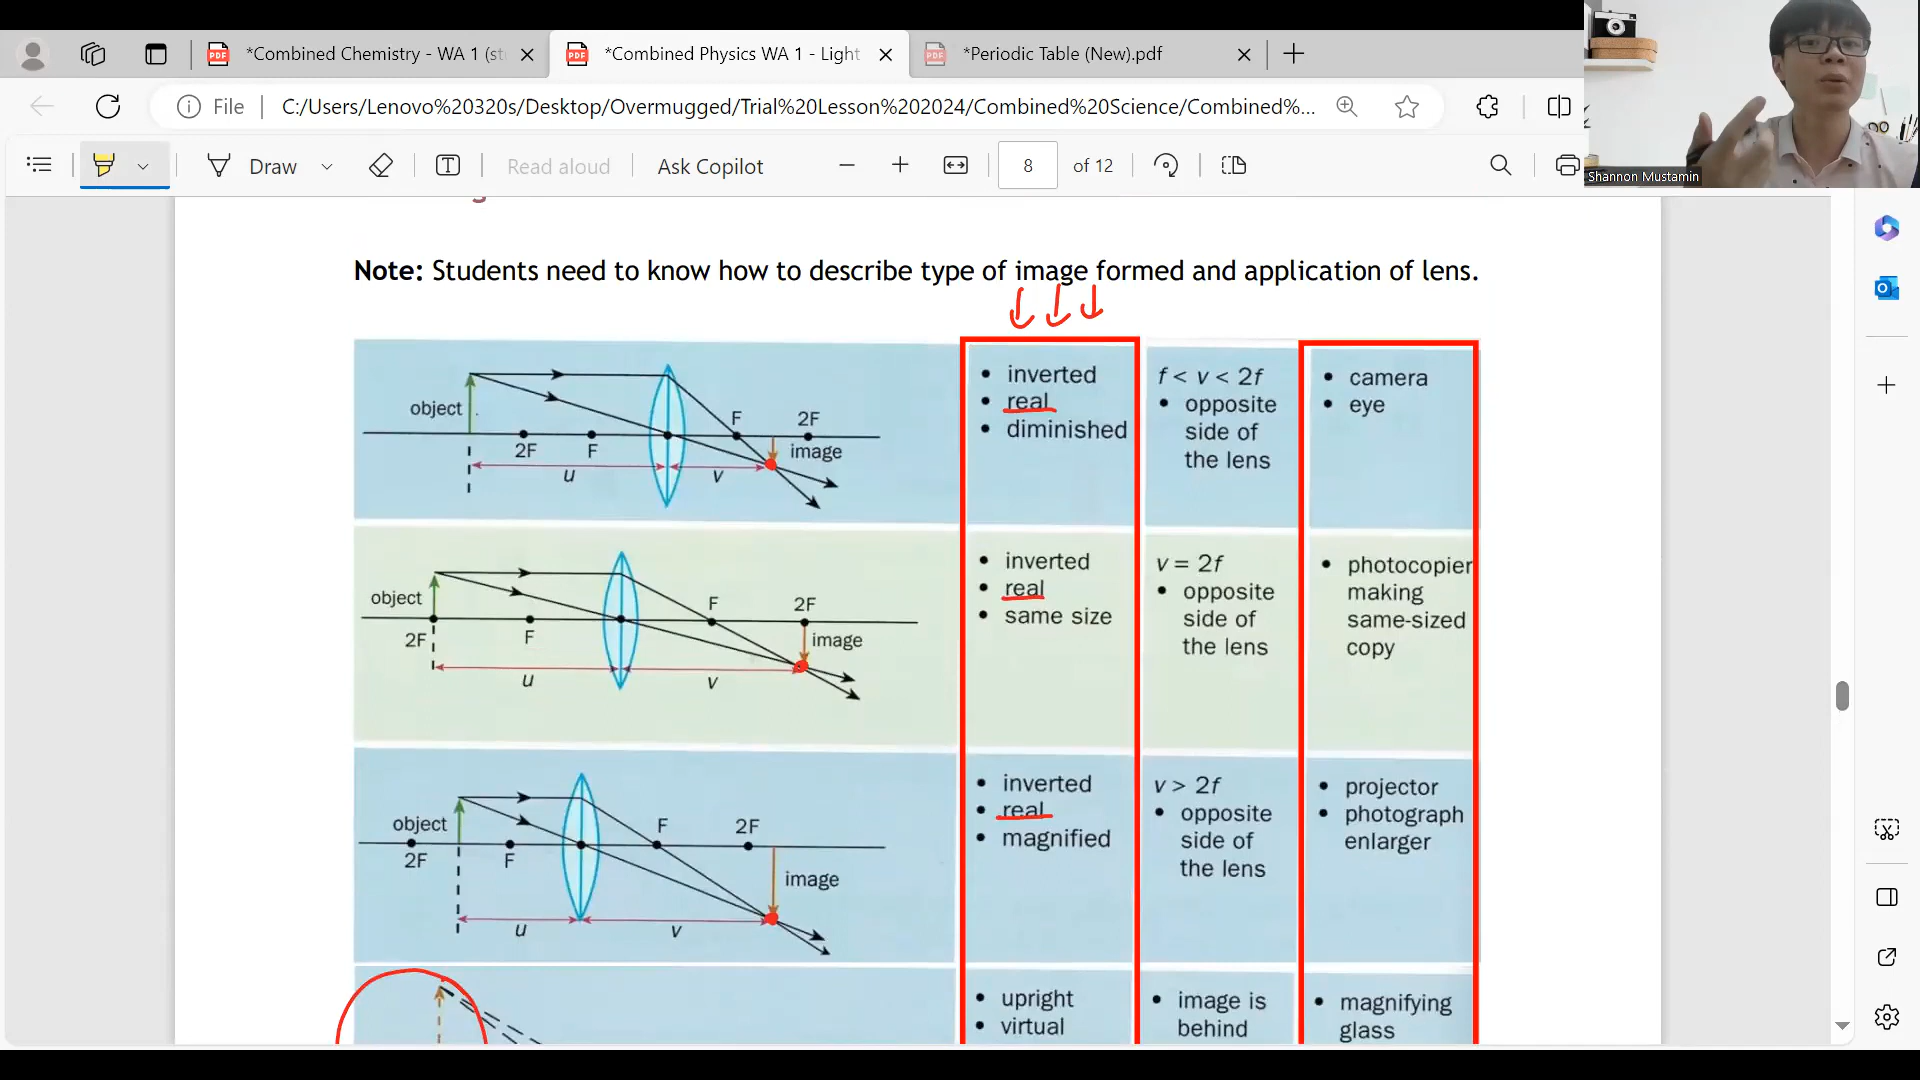 *Combined Chemistry - WA 1 (st
*Combined Physics WA 1 - Light
*Periodic Table (New).pdf
File
C:/Users/Lenovo%20320s/Desktop/Overmugged/Trial%20Lesson%202024/Combined%20Science/Combined%...
Draw
Read aloud
Ask Copilot
8
of 12
Shannon Mustamin
Note: Students need to know how to describe type of image formed and application of lens.
object
2F
F
F
2F
image
u
v
• inverted
• real
• diminished
f < v < 2f
• opposite
side of
the lens
• camera
• eye
object
2F
F
F
2F
image
u
v
• inverted
• real
• same size
v = 2f
• opposite
side of
the lens
• photocopier
making
same-sized
copy
object
2F
F
F
2F
image
u
v
• inverted
• real
• magnified
v > 2f
• opposite
side of
the lens
• projector
• photograph
enlarger
• upright
• virtual
• image is
behind
• magnifying
glass